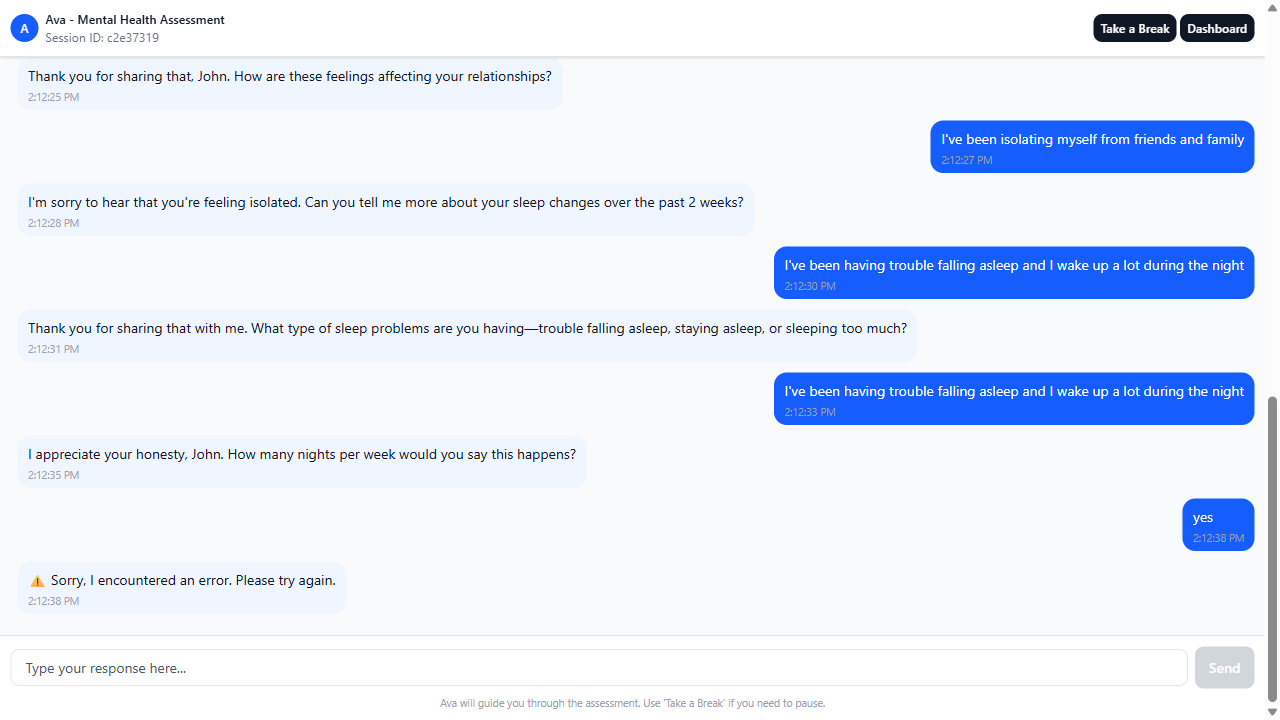 A
Ava - Mental Health Assessment
Session ID: c2e37319
Take a Break
Dashboard
Thank you for sharing that, John. How are these feelings affecting your relationships?
2:12:25 PM
I've been isolating myself from friends and family
2:12:27 PM
I'm sorry to hear that you're feeling isolated. Can you tell me more about your sleep changes over the past 2 weeks?
2:12:28 PM
I've been having trouble falling asleep and I wake up a lot during the night
2:12:30 PM
Thank you for sharing that with me. What type of sleep problems are you having—trouble falling asleep, staying asleep, or sleeping too much?
2:12:31 PM
I've been having trouble falling asleep and I wake up a lot during the night
2:12:33 PM
I appreciate your honesty, John. How many nights per week would you say this happens?
2:12:35 PM
yes
2:12:38 PM
⚠️ Sorry, I encountered an error. Please try again.
2:12:38 PM
Type your response here...
Send
Ava will guide you through the assessment. Use 'Take a Break' if you need to pause.